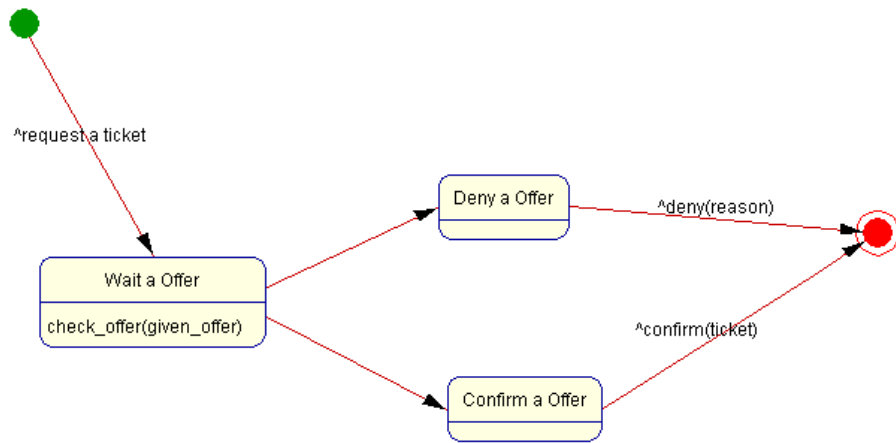 ^request a ticket
Deny a Offer
^deny(reason)
Wait a Offer
check_offer(given_offer)
^confirm(ticket)
Confirm a Offer